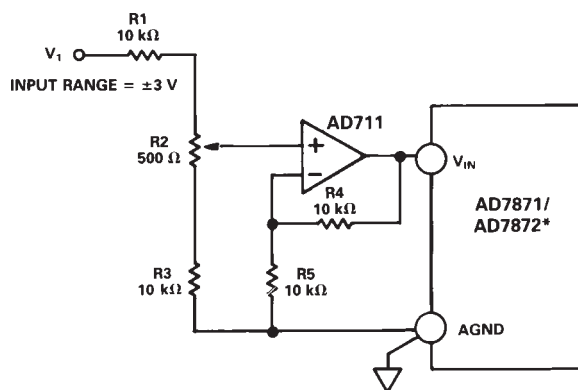 R1
10 kΩ
V₁
INPUT RANGE = ±3 V
AD711
R2
500 Ω
+
−
V_IN
R4
10 kΩ
AD7871/
AD7872*
R3
10 kΩ
R5
10 kΩ
AGND